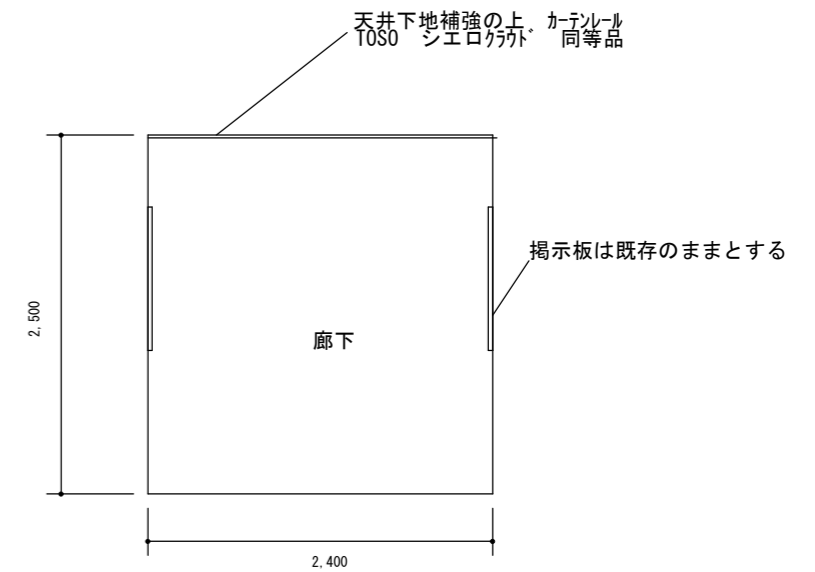 天井下地補強の上　ｶｰﾃﾝﾚｰﾙ
TOSO　シエロｸﾗｳﾄﾞ　同等品
掲示板は既存のままとする
2,500
廊下
2,400